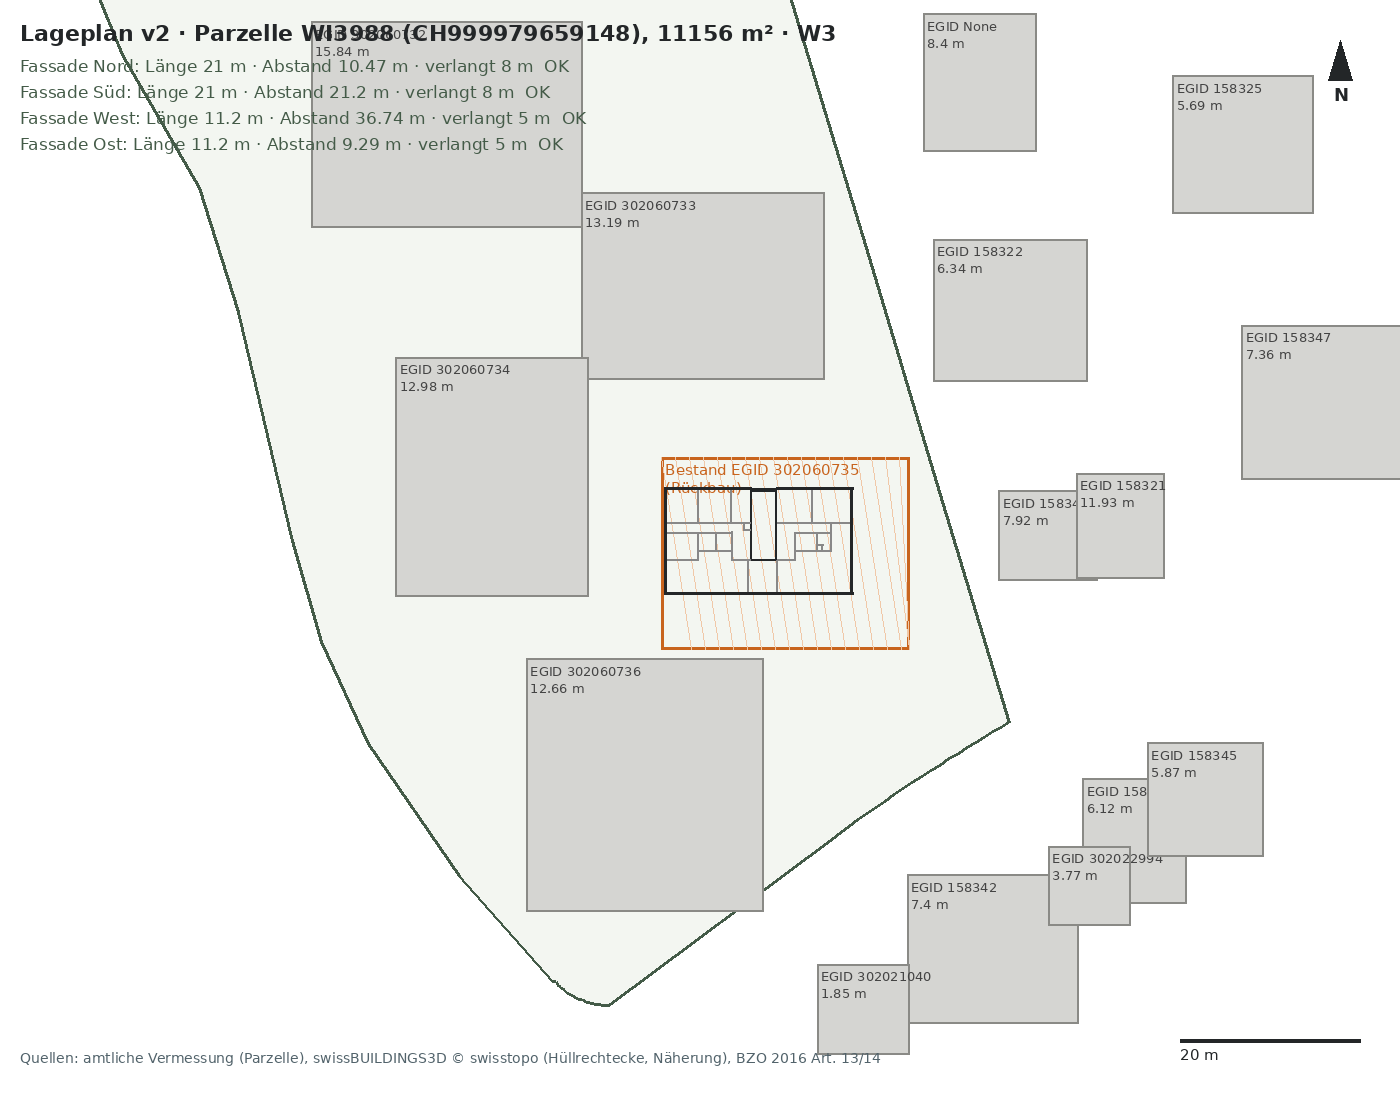 Lageplan v2 · Parzelle WI3988 (CH999979659148), 11156 m² · W3
15.84 m
Fassade Nord: Länge 21 m · Abstand 10.47 m · verlangt 8 m OK
Fassade Süd: Länge 21 m · Abstand 21.2 m · verlangt 8 m OK
Fassade West: Länge 11.2 m · Abstand 36.74 m · verlangt 5 m OK
Fassade Ost: Länge 11.2 m · Abstand 9.29 m · verlangt 5 m OK
EGID None
8.4 m
N
EGID 158325
5.69 m
EGID 302060733
13.19 m
EGID 158322
6.34 m
EGID 158347
7.36 m
EGID 302060734
12.98 m
Bestand EGID 302060735
(Rückbau)
EGID 1583
7.92 m
EGID 158321
11.93 m
EGID 302060736
12.66 m
EGID 158345
5.87 m
EGID 158
6.12 m
EGID 302022994
3.77 m
EGID 158342
7.4 m
EGID 302021040
1.85 m
Quellen: amtliche Vermessung (Parzelle), swissBUILDINGS3D © swisstopo (Hüllrechtecke, Näherung), BZO 2016 Art. 13/14
20 m